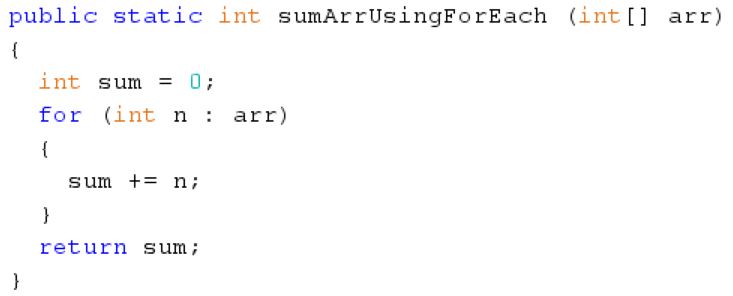 public static int sumArrUsingForEach (int[] arr)
{
  int sum = 0;
  for (int n : arr)
  {
    sum += n;
  }
  return sum;
}